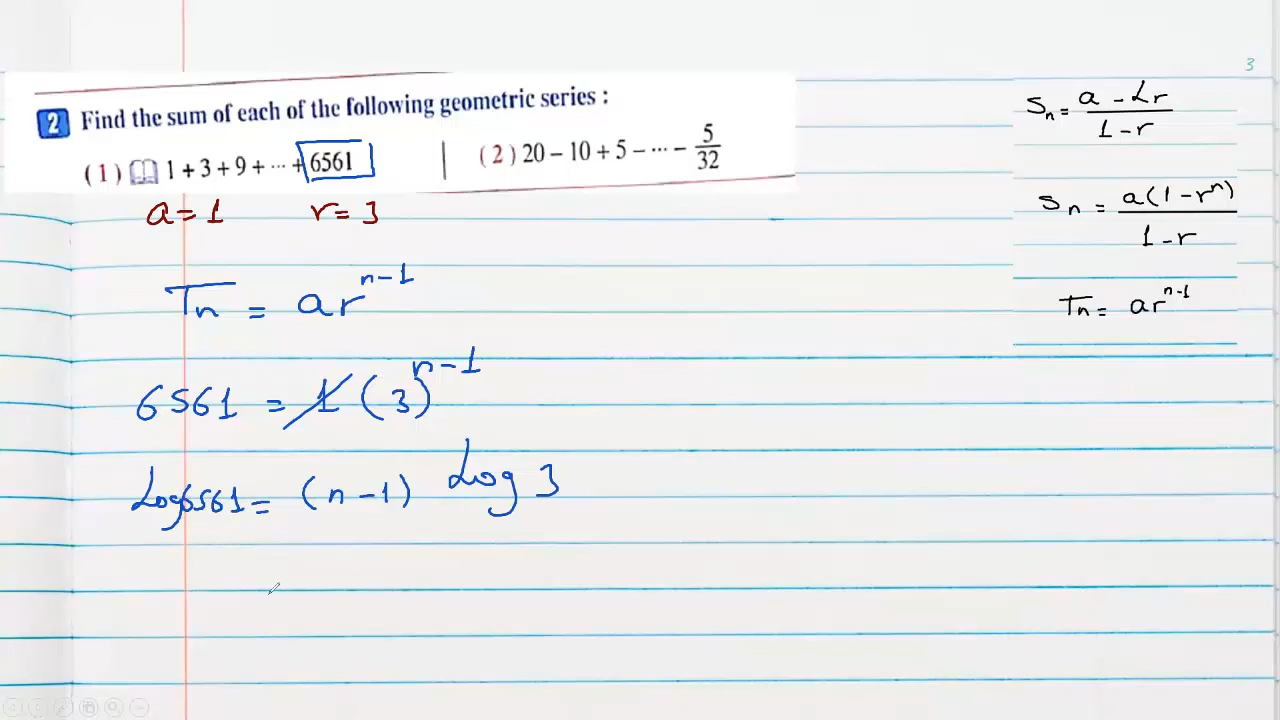 3
2 Find the sum of each of the following geometric series :
(1) 1 + 3 + 9 + ... + 6561
(2) 20 − 10 + 5 − ... − 5/32
a = 1 r = 3
Tn = ar^(n-1)
6561 = 1 (3)^(n-1)
Log6561 = (n-1) Log 3
Sn = (a - Lr)/(1-r)
Sn = a(1-r^n)/(1-r)
Tn = ar^(n-1)